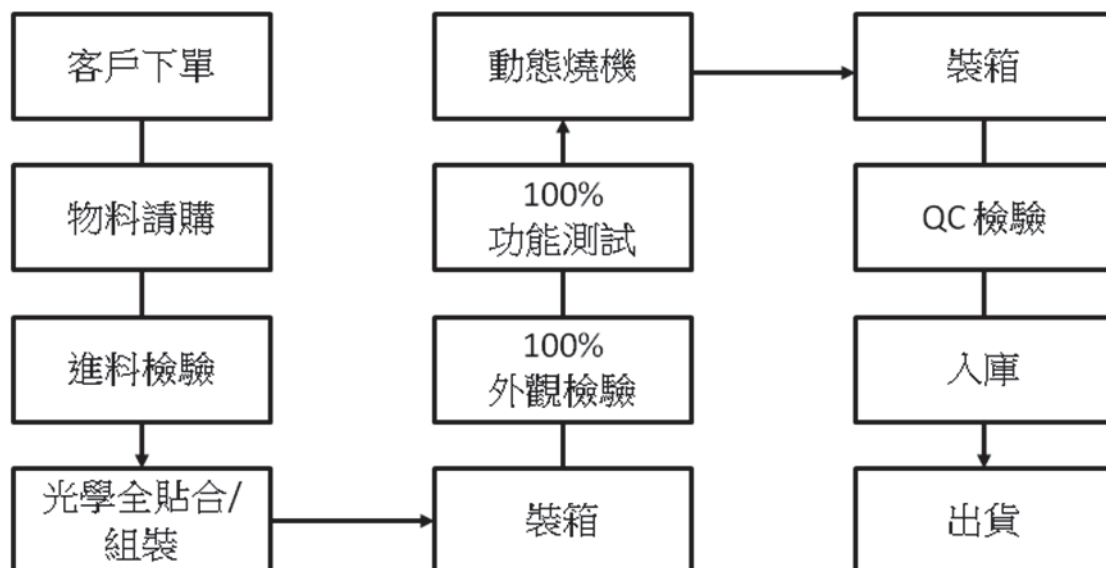 客戶下單
物料請購
進料檢驗
光學全貼合/
組裝
裝箱
100%
外觀檢驗
100%
功能測試
動態燒機
裝箱
QC 檢驗
入庫
出貨